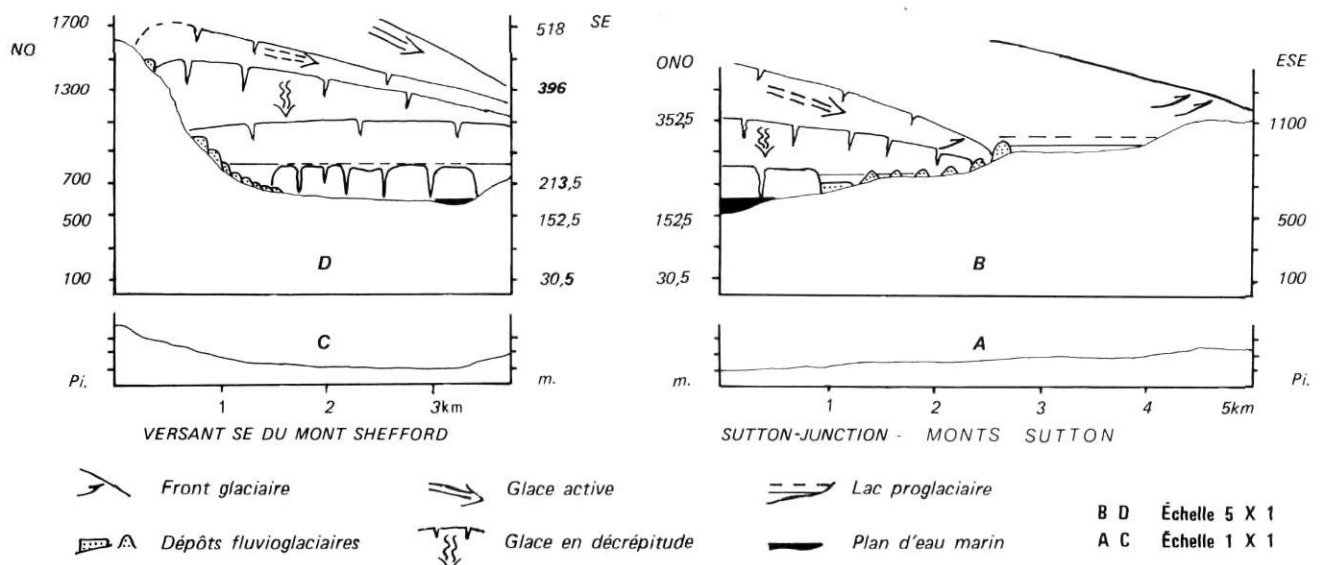 1700
NO
1300
700
500
100
518
SE
396
213,5
152,5
30,5
D
C
Pi.
m.
1
2
3km
VERSANT SE DU MONT SHEFFORD
ONO
352,5
152,5
30,5
ESE
1100
500
100
B
A
m.
Pi.
1
2
3
4
5km
SUTTON-JUNCTION - MONTS SUTTON
Front glaciaire
Glace active
Lac proglaciaire
Dépôts fluvioglaciaires
Glace en décrépitude
Plan d'eau marin
B D Échelle 5 X 1
A C Échelle 1 X 1